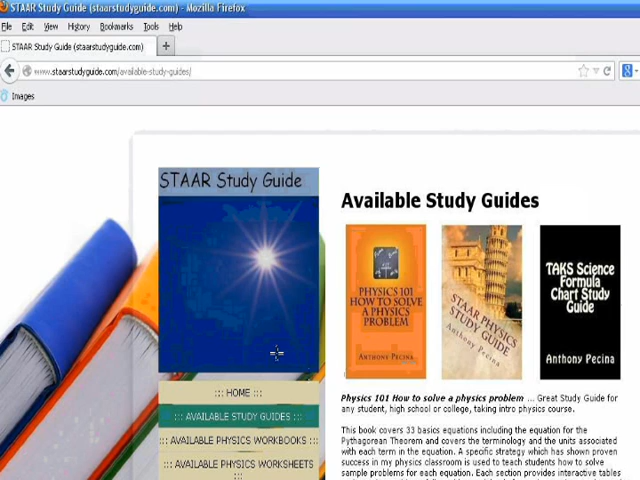 STAAR Study Guide (staarstudyguide.com) - Mozilla Firefox
File Edit View History Bookmarks Tools Help
STAAR Study Guide (staarstudyguide.com) +
www.staarstudyguide.com/available-study-guides/
Images
STAAR Study Guide
Available Study Guides
PHYSICS 101
HOW TO SOLVE
A PHYSICS
PROBLEM
ANTHONY PECINA
STAAR PHYSICS
STUDY GUIDE
Anthony Pecina
TAKS Science
Formula
Chart Study
Guide
Anthony Pecina
::: HOME :::
::: AVAILABLE STUDY GUIDES :::
::: AVAILABLE PHYSICS WORKBOOKS :::
::: AVAILABLE PHYSICS WORKSHEETS
:::
Physics 101 How to solve a physics problem ... Great Study Guide for
any student, high school or college, taking intro physics course.
This book covers 33 basics equations including the equation for the
Pythagorean Theorem and covers the terminology and the units associated
with each term in the equation. A specific strategy which has shown proven
success in my physics classroom is used to teach students how to solve
sample problems for each equation. Each section provides interactive tables